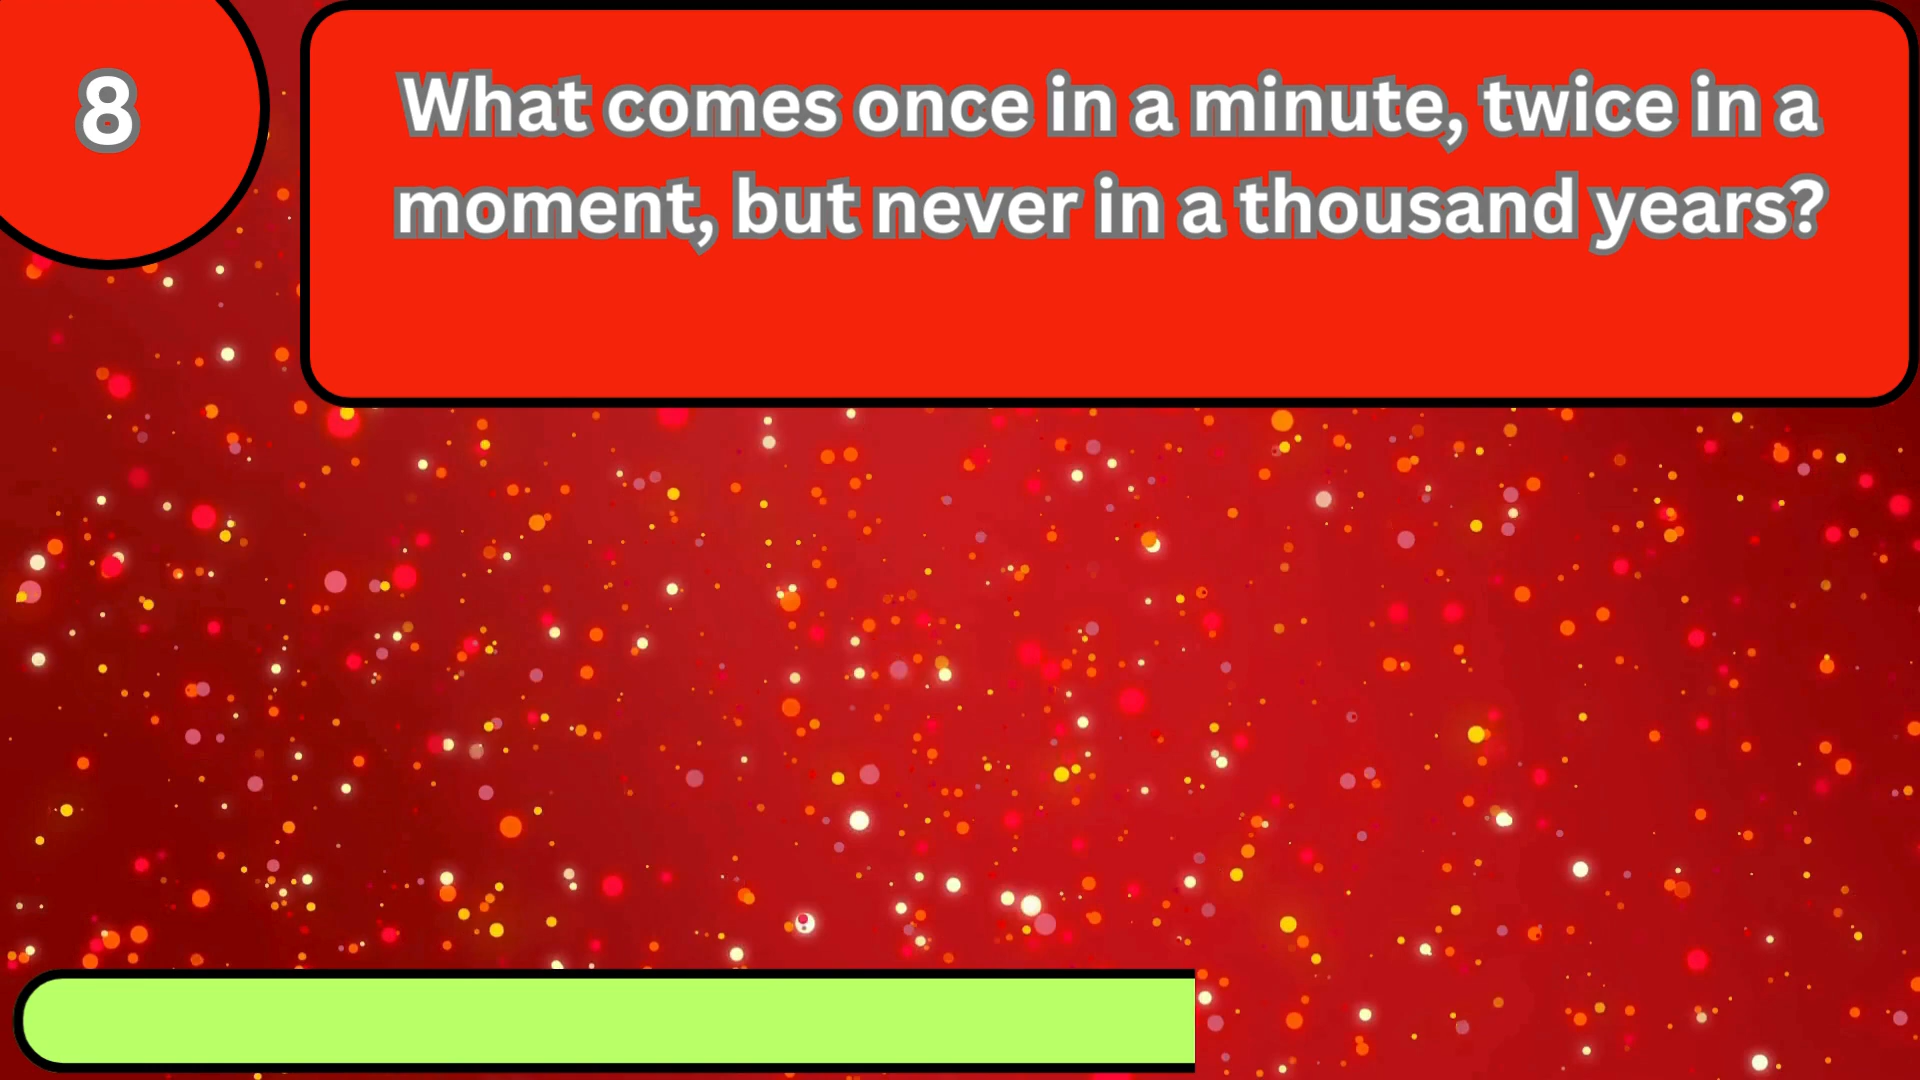 8
What comes once in a minute, twice in a
moment, but never in a thousand years?